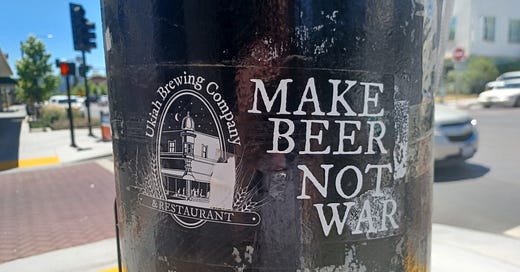 Ukiah Brewing Company
& RESTAURANT
MAKE
BEER
NOT
WAR